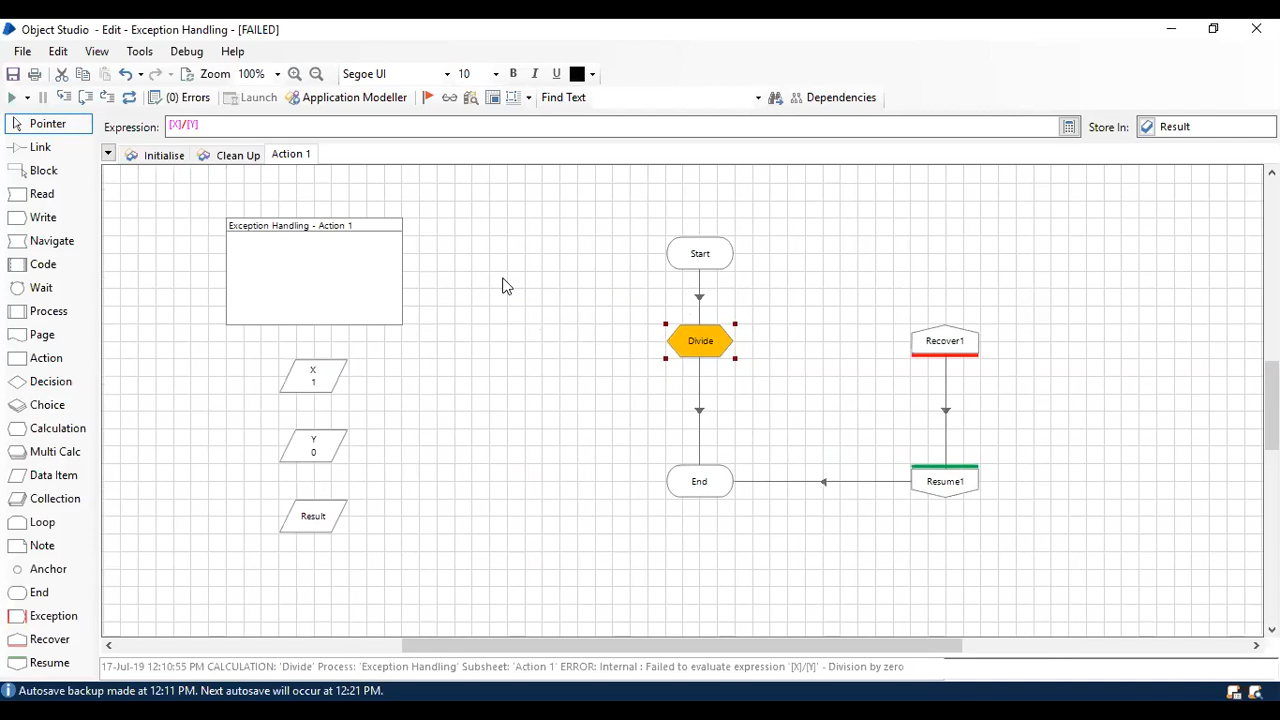 Object Studio - Edit - Exception Handling - [FAILED]
File Edit View Tools Debug Help
Zoom 100% Segoe UI 10 B I U
(0) Errors Launch Application Modeller Find Text Dependencies
Pointer Expression: [X]/[Y] Store In: Result
Link Initialise Clean Up Action 1
Block
Read
Write
Navigate
Code
Wait
Process
Page
Action
Decision
Choice
Calculation
Multi Calc
Data Item
Collection
Loop
Note
Anchor
End
Exception
Recover
Resume
Exception Handling - Action 1
X
1
Y
0
Result
Start
Divide
End
Recover1
Resume1
17-Jul-19 12:10:55 PM CALCULATION: 'Divide' Process: 'Exception Handling' Subsheet: 'Action 1' ERROR: Internal : Failed to evaluate expression '[X]/[Y]' - Division by zero
Autosave backup made at 12:11 PM. Next autosave will occur at 12:21 PM.